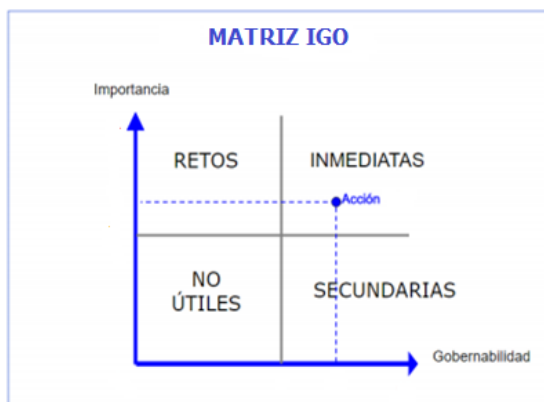 MATRIZ IGO
Importancia
RETOS
INMEDIATAS
Acción
NO
ÚTILES
SECUNDARIAS
Gobernabilidad